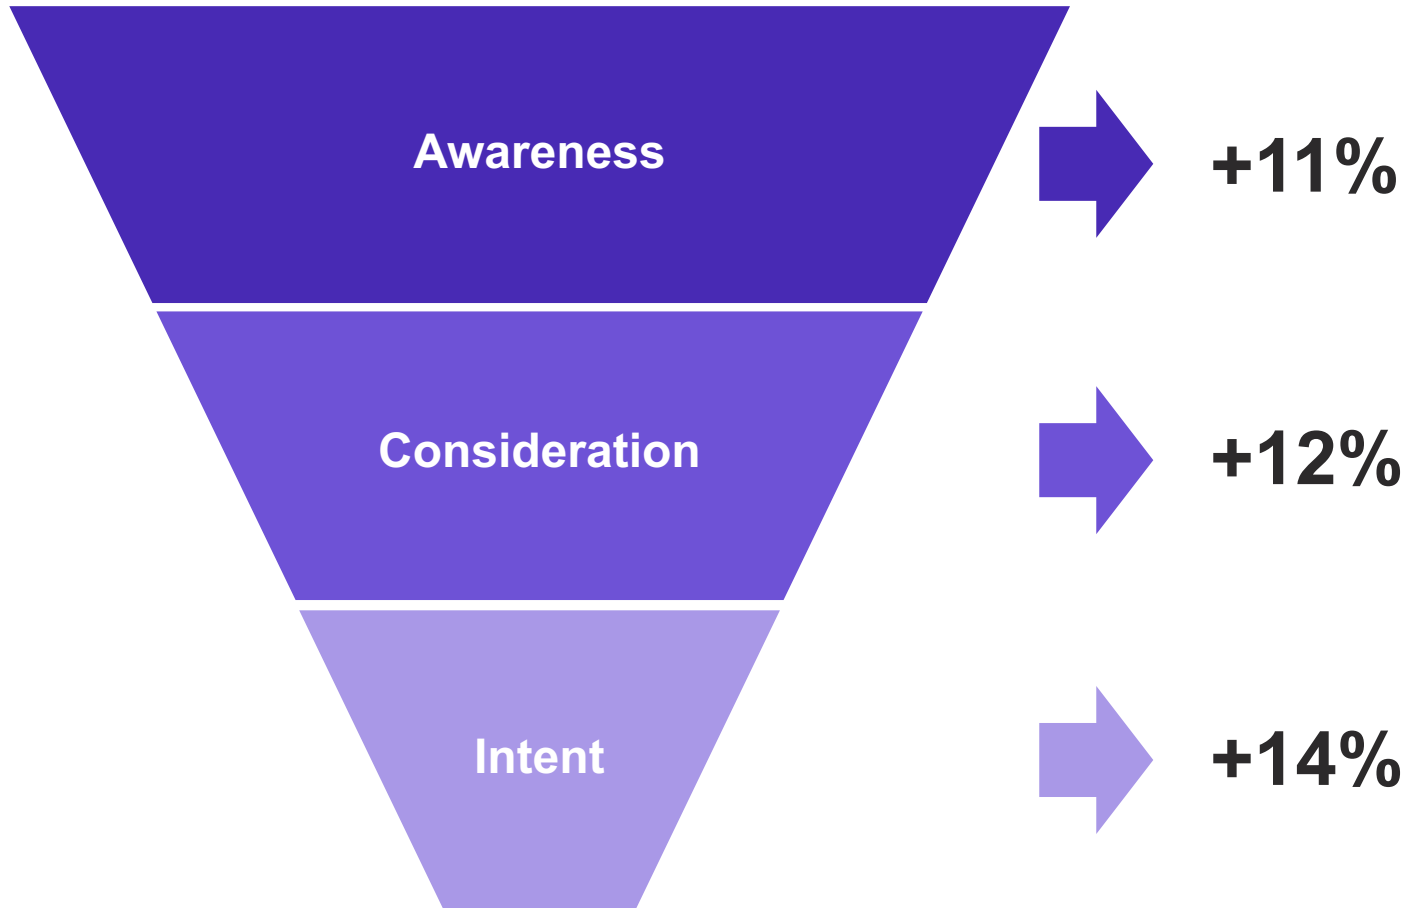 Awareness
+11%
Consideration
+12%
Intent
+14%